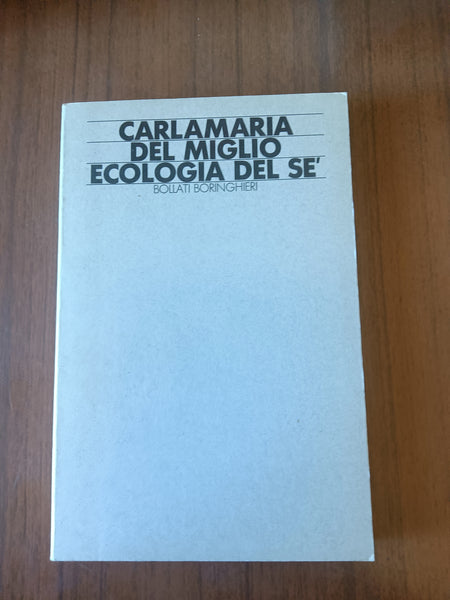 CARLAMARIA
DEL MIGLIO
ECOLOGIA DEL SE'
BOLLATI BORINGHIERI